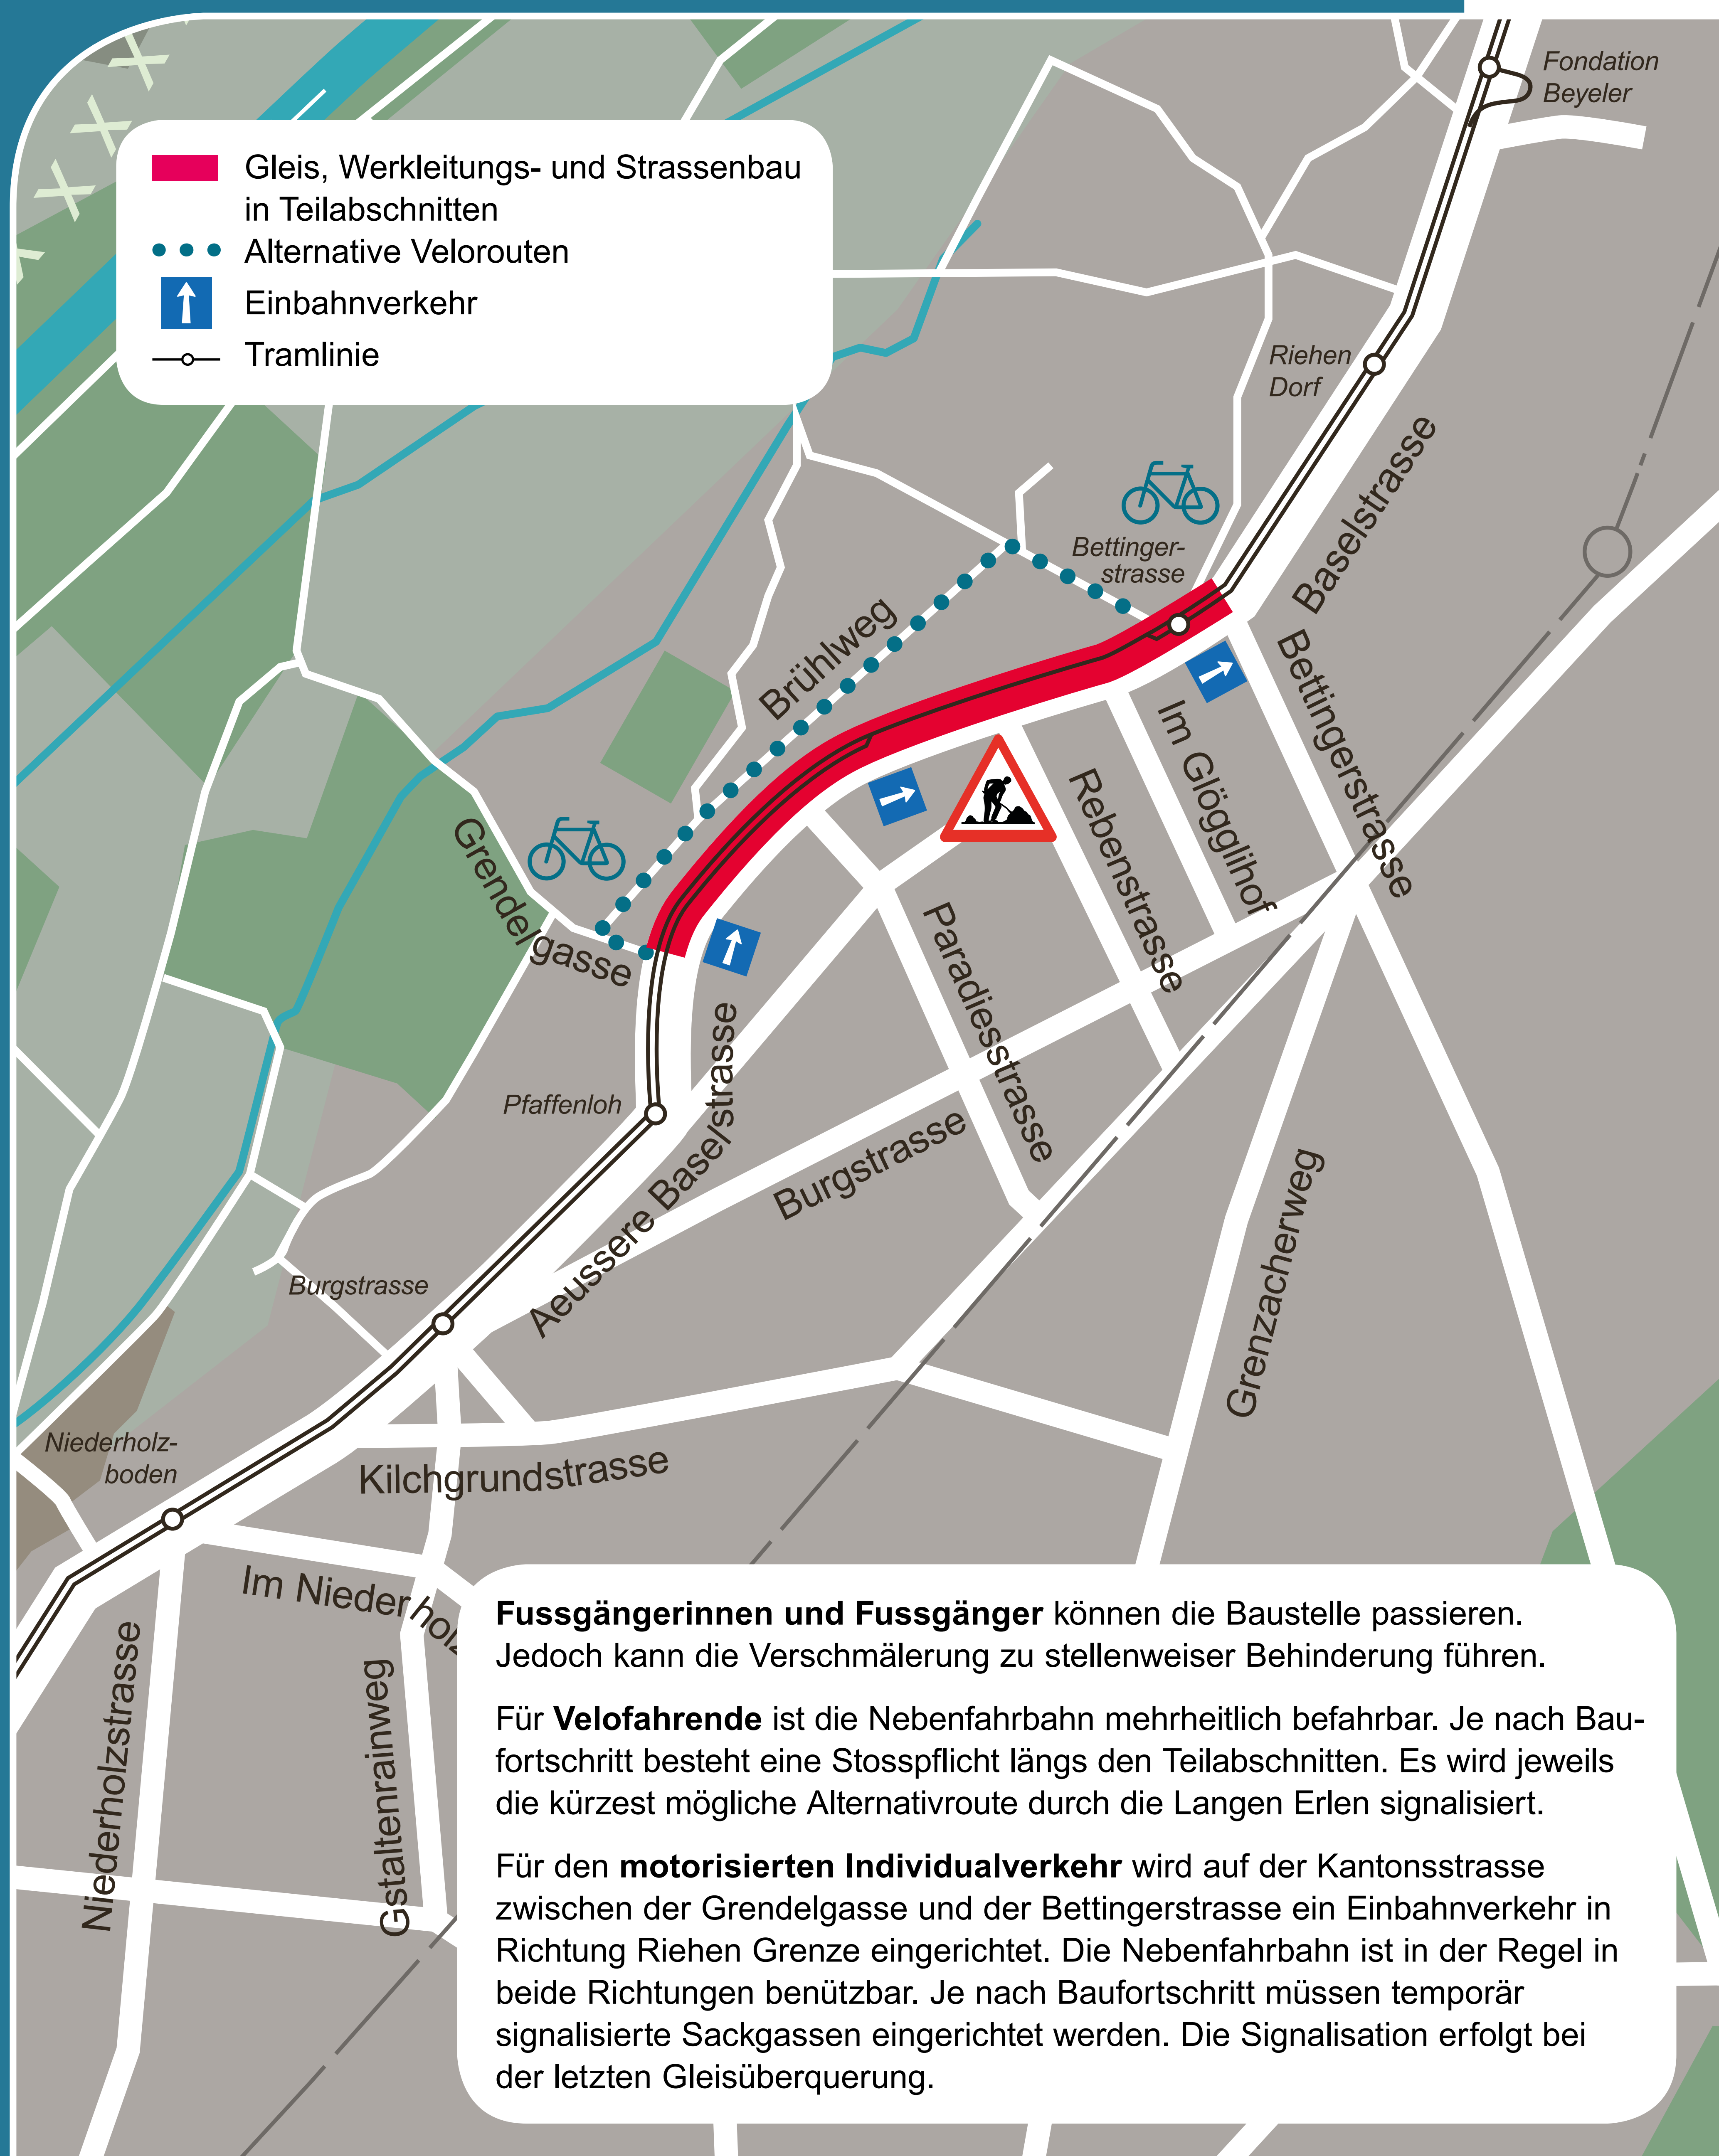 Fondation
Beyeler
Gleis, Werkleitungs- und Strassenbau
in Teilabschnitten
Alternative Velorouten
Einbahnverkehr
Tramlinie
Riehen
Dorf
Baselstrasse
Bettinger-
strasse
Brühlweg
Bettingerstrasse
Im Glögglihof
Rebenstrasse
Grendelgasse
Paradiesstrasse
Pfaffenloh
Aeussere Baselstrasse
Burgstrasse
Grenzacherweg
Burgstrasse
Niederholz-
boden
Kilchgrundstrasse
Im Niederholz
Niederholzstrasse
Gstaltenrainweg
Fussgängerinnen und Fussgänger können die Baustelle passieren.
Jedoch kann die Verschmälerung zu stellenweiser Behinderung führen.
Für Velofahrende ist die Nebenfahrbahn mehrheitlich befahrbar. Je nach Bau-
fortschritt besteht eine Stosspflicht längs den Teilabschnitten. Es wird jeweils
die kürzest mögliche Alternativroute durch die Langen Erlen signalisiert.
Für den motorisierten Individualverkehr wird auf der Kantonsstrasse
zwischen der Grendelgasse und der Bettingerstrasse ein Einbahnverkehr in
Richtung Riehen Grenze eingerichtet. Die Nebenfahrbahn ist in der Regel in
beide Richtungen benützbar. Je nach Baufortschritt müssen temporär
signalisierte Sackgassen eingerichtet werden. Die Signalisation erfolgt bei
der letzten Gleisüberquerung.